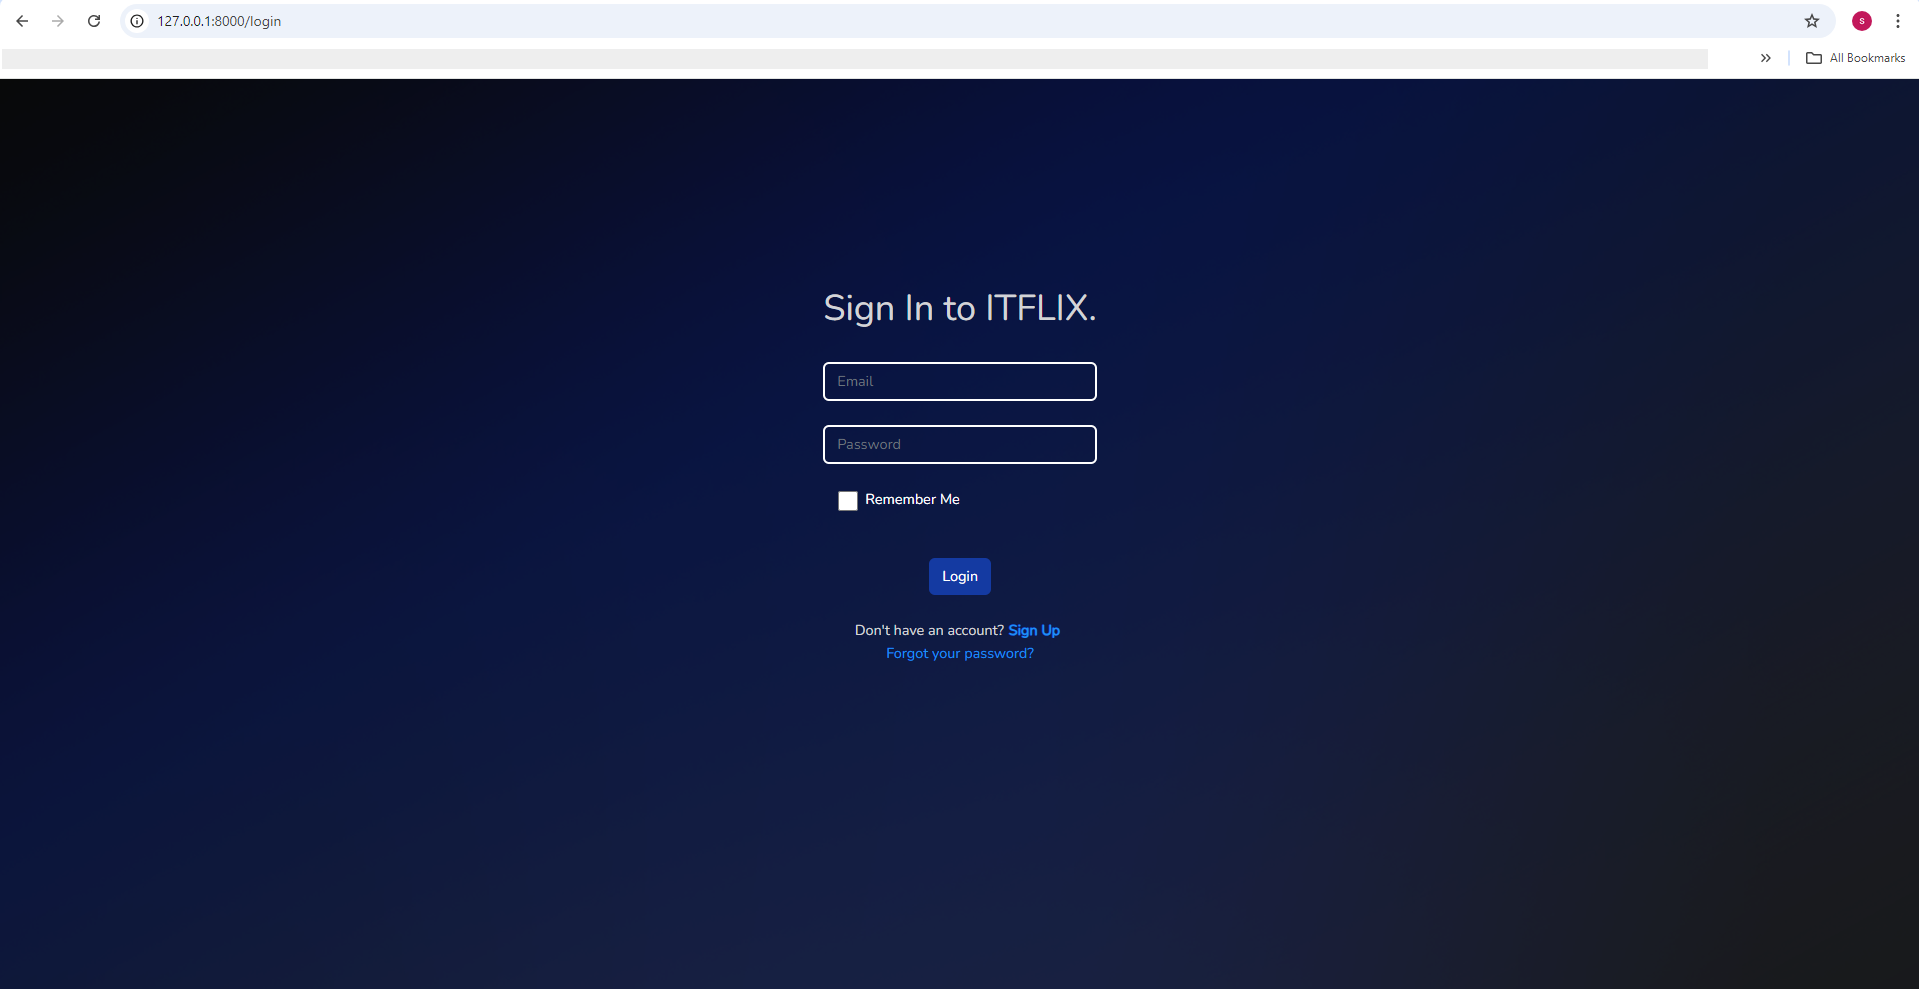 127.0.0.1:8000/login
s
All Bookmarks
Sign In to ITFLIX.
Email
Password
Remember Me
Login
Don't have an account? Sign Up
Forgot your password?